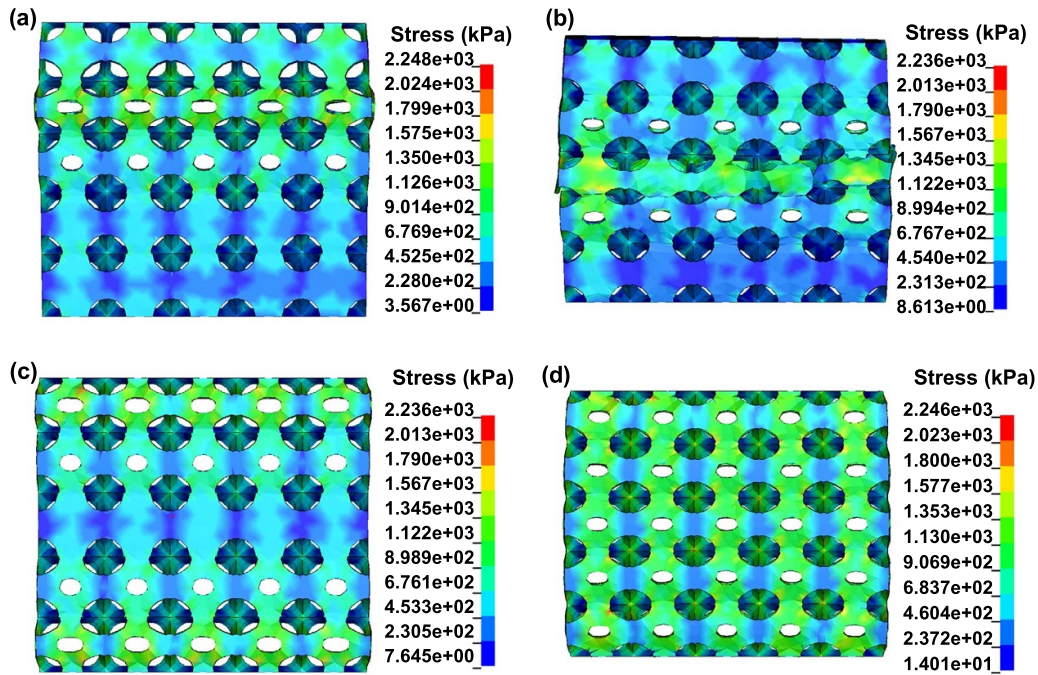 (a)
Stress (kPa)
2.248e+03
2.024e+03
1.799e+03
1.575e+03
1.350e+03
1.126e+03
9.014e+02
6.769e+02
4.525e+02
2.280e+02
3.567e+00
(b)
Stress (kPa)
2.236e+03
2.013e+03
1.790e+03
1.567e+03
1.345e+03
1.122e+03
8.994e+02
6.767e+02
4.540e+02
2.313e+02
8.613e+00
(c)
Stress (kPa)
2.236e+03
2.013e+03
1.790e+03
1.567e+03
1.345e+03
1.122e+03
8.989e+02
6.761e+02
4.533e+02
2.305e+02
7.645e+00
(d)
Stress (kPa)
2.246e+03
2.023e+03
1.800e+03
1.577e+03
1.353e+03
1.130e+03
9.069e+02
6.837e+02
4.604e+02
2.372e+02
1.401e+01